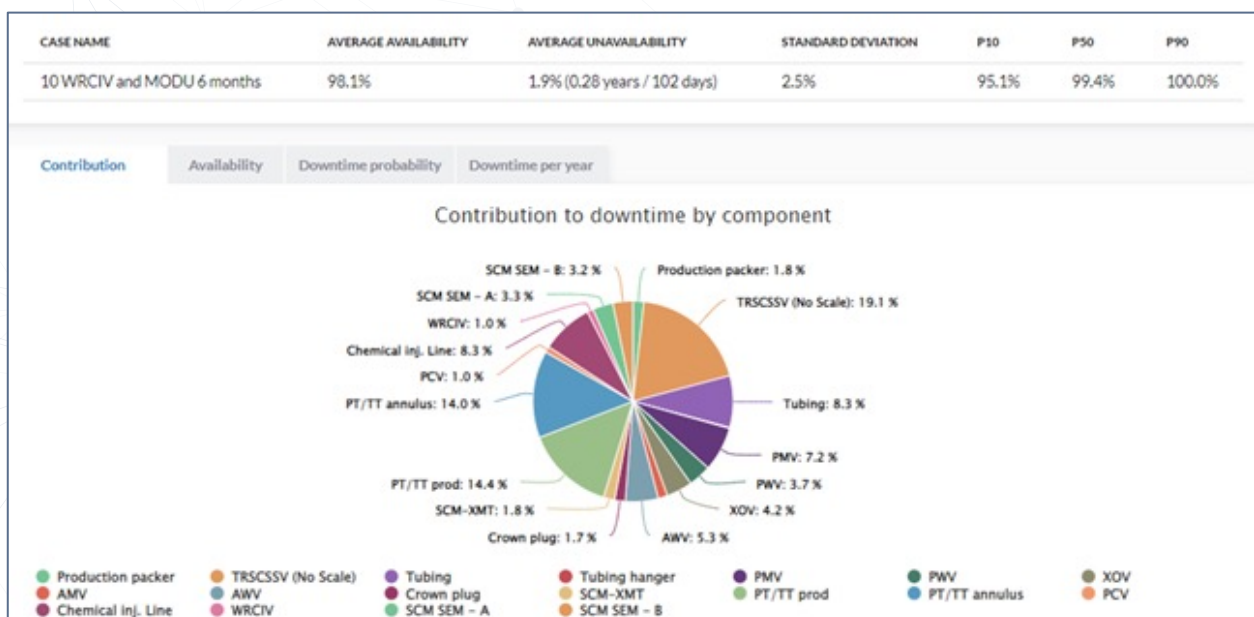 CASE NAME AVERAGE AVAILABILITY AVERAGE UNAVAILABILITY STANDARD DEVIATION P10 P50 P90
10 WRCIV and MODU 6 months 98.1% 1.9% (0.28 years / 102 days) 2.5% 95.1% 99.4% 100.0%
Contribution Availability Downtime probability Downtime per year
Contribution to downtime by component
SCM SEM - B: 3.2 % Production packer: 1.8 %
SCM SEM - A: 3.3 % TRSCSSV (No Scale): 19.1 %
WRCIV: 1.0 %
Chemical inj. Line: 8.3 %
PCV: 1.0 %
PT/TT annulus: 14.0 % Tubing: 8.3 %
PMV: 7.2 %
PT/TT prod: 14.4 % PWV: 3.7 %
SCM-XMT: 1.8 % XOV: 4.2 %
Crown plug: 1.7 % AWV: 5.3 %
Production packer TRSCSSV (No Scale) Tubing Tubing hanger PMV PWV XOV
AMV AWV Crown plug SCM-XMT PT/TT prod PT/TT annulus PCV
Chemical inj. Line WRCIV SCM SEM - A SCM SEM - B